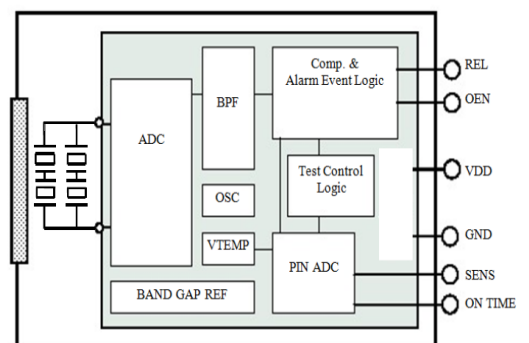 REL
Comp. &
Alarm Event Logic
OEN
BPF
ADC
VDD
Test Control
Logic
OSC
GND
VTEMP
PIN ADC
SENS
BAND GAP REF
ON TIME